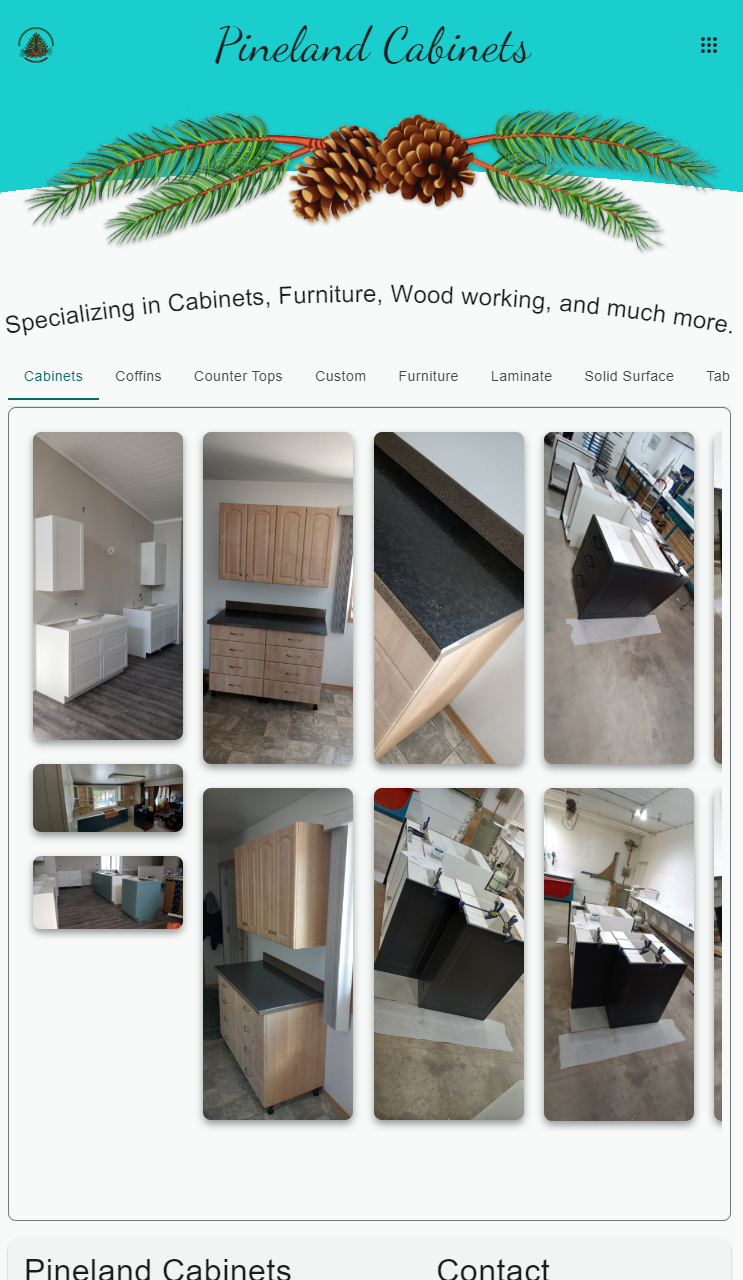 Pineland Cabinets
Specializing in Cabinets, Furniture, Wood working, and much more.
Cabinets Coffins Counter Tops Custom Furniture Laminate Solid Surface Tab
Pineland Cabinets Contact